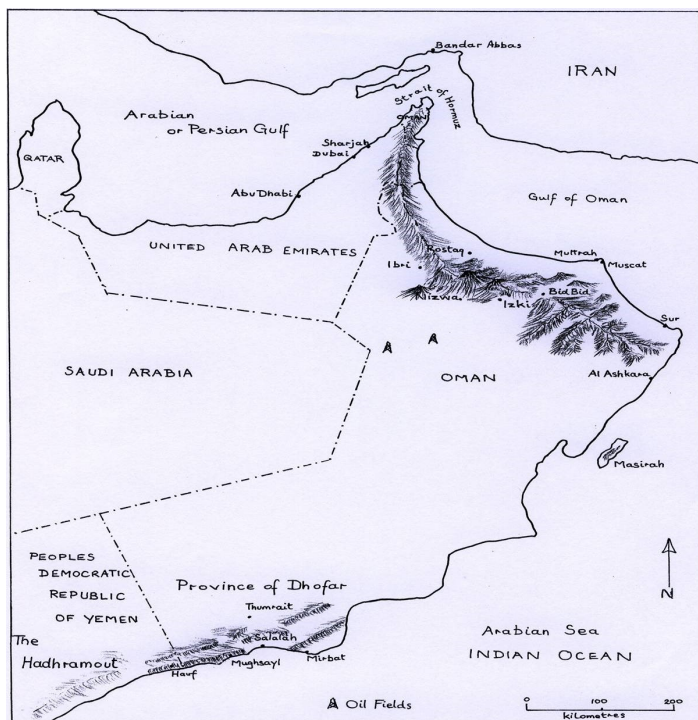 Bandar Abbas
IRAN
Strait of Hormuz
Arabian
or Persian Gulf
OMAN
QATAR
Sharjah
Dubai
Abu Dhabi
Gulf of Oman
UNITED ARAB EMIRATES
Rostaq
Muttrah
Muscat
Ibri
BidBid
Nizwa
Izki
Sur
SAUDI ARABIA
OMAN
Al Ashkara
Masirah
PEOPLES
DEMOCRATIC
REPUBLIC
OF YEMEN
Province of Dhofar
Thumrait
N
The
Hadhramout
Salalah
Hauf
Mughsayl
Mirbat
Arabian Sea
INDIAN OCEAN
Oil Fields
0 100 200
kilometres